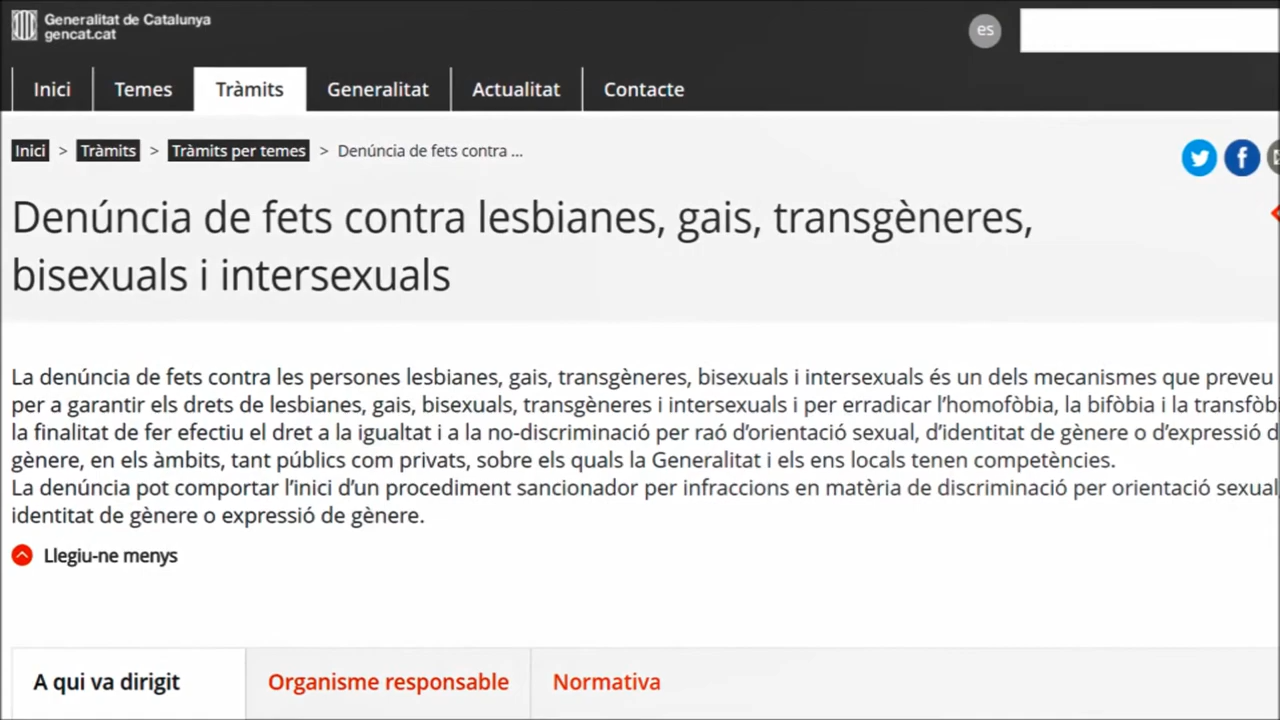 Generalitat de Catalunya
gencat.cat
es
Inici
Temes
Tràmits
Generalitat
Actualitat
Contacte
Inici > Tràmits > Tràmits per temes > Denúncia de fets contra ...
Denúncia de fets contra lesbianes, gais, transgèneres,
bisexuals i intersexuals
La denúncia de fets contra les persones lesbianes, gais, transgèneres, bisexuals i intersexuals és un dels mecanismes que preveu
per a garantir els drets de lesbianes, gais, bisexuals, transgèneres i intersexuals i per erradicar l'homofòbia, la bifòbia i la
la finalitat de fer efectiu el dret a la igualtat i a la no-discriminació per raó d'orientació sexual, d'identitat de gènere o d'expressió
gènere, en els àmbits, tant públics com privats, sobre els quals la Generalitat i els ens locals tenen competències.
La denúncia pot comportar l'inici d'un procediment sancionador per infraccions en matèria de discriminació per orientació sexual
identitat de gènere o expressió de gènere.
Llegiu-ne menys
A qui va dirigit
Organisme responsable
Normativa